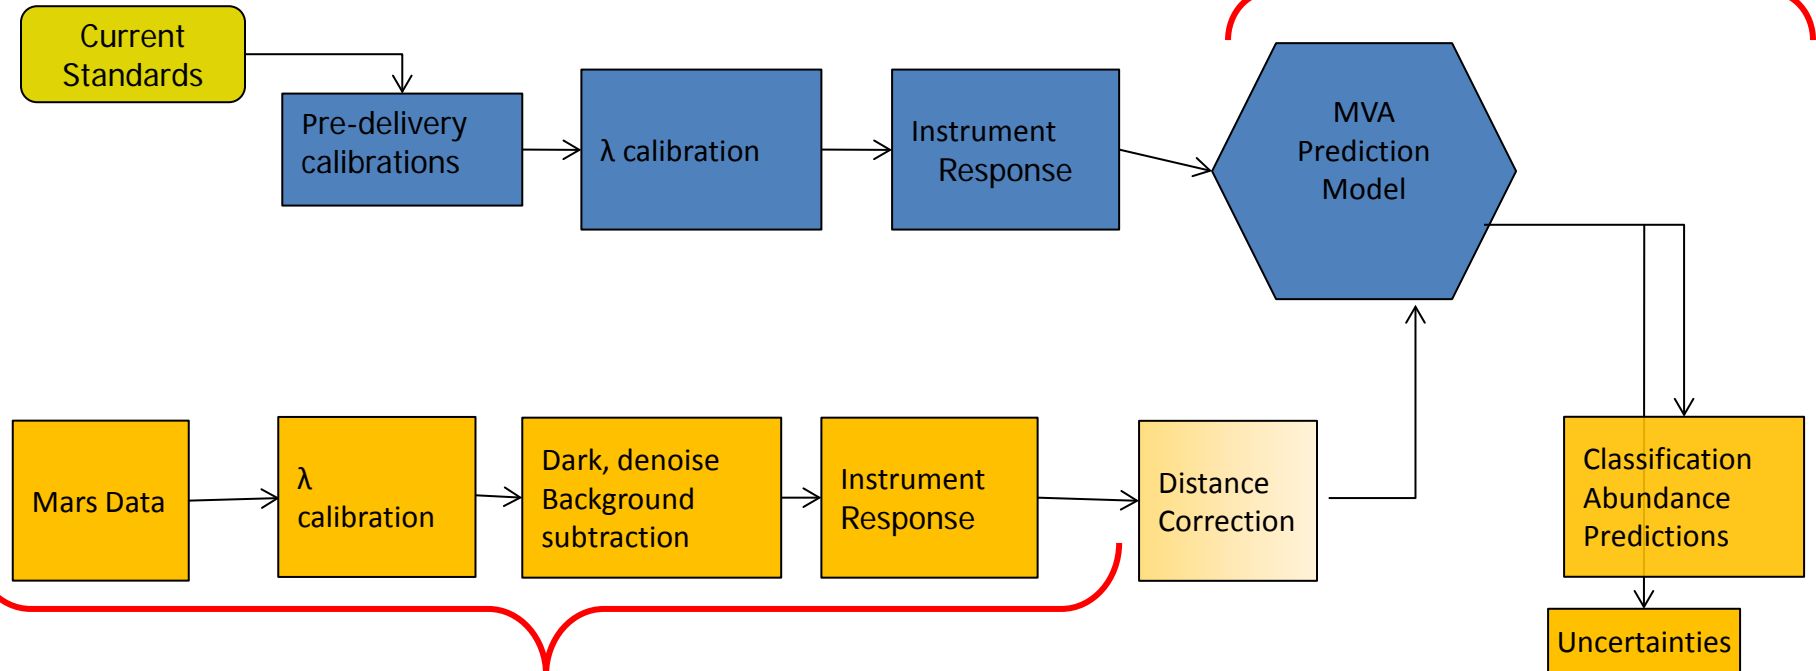 Current
Standards
Pre-delivery
calibrations
λ calibration
Instrument
Response
MVA
Prediction
Model
Mars Data
λ
calibration
Dark, denoise
Background
subtraction
Instrument
Response
Distance
Correction
Classification
Abundance
Predictions
Uncertainties